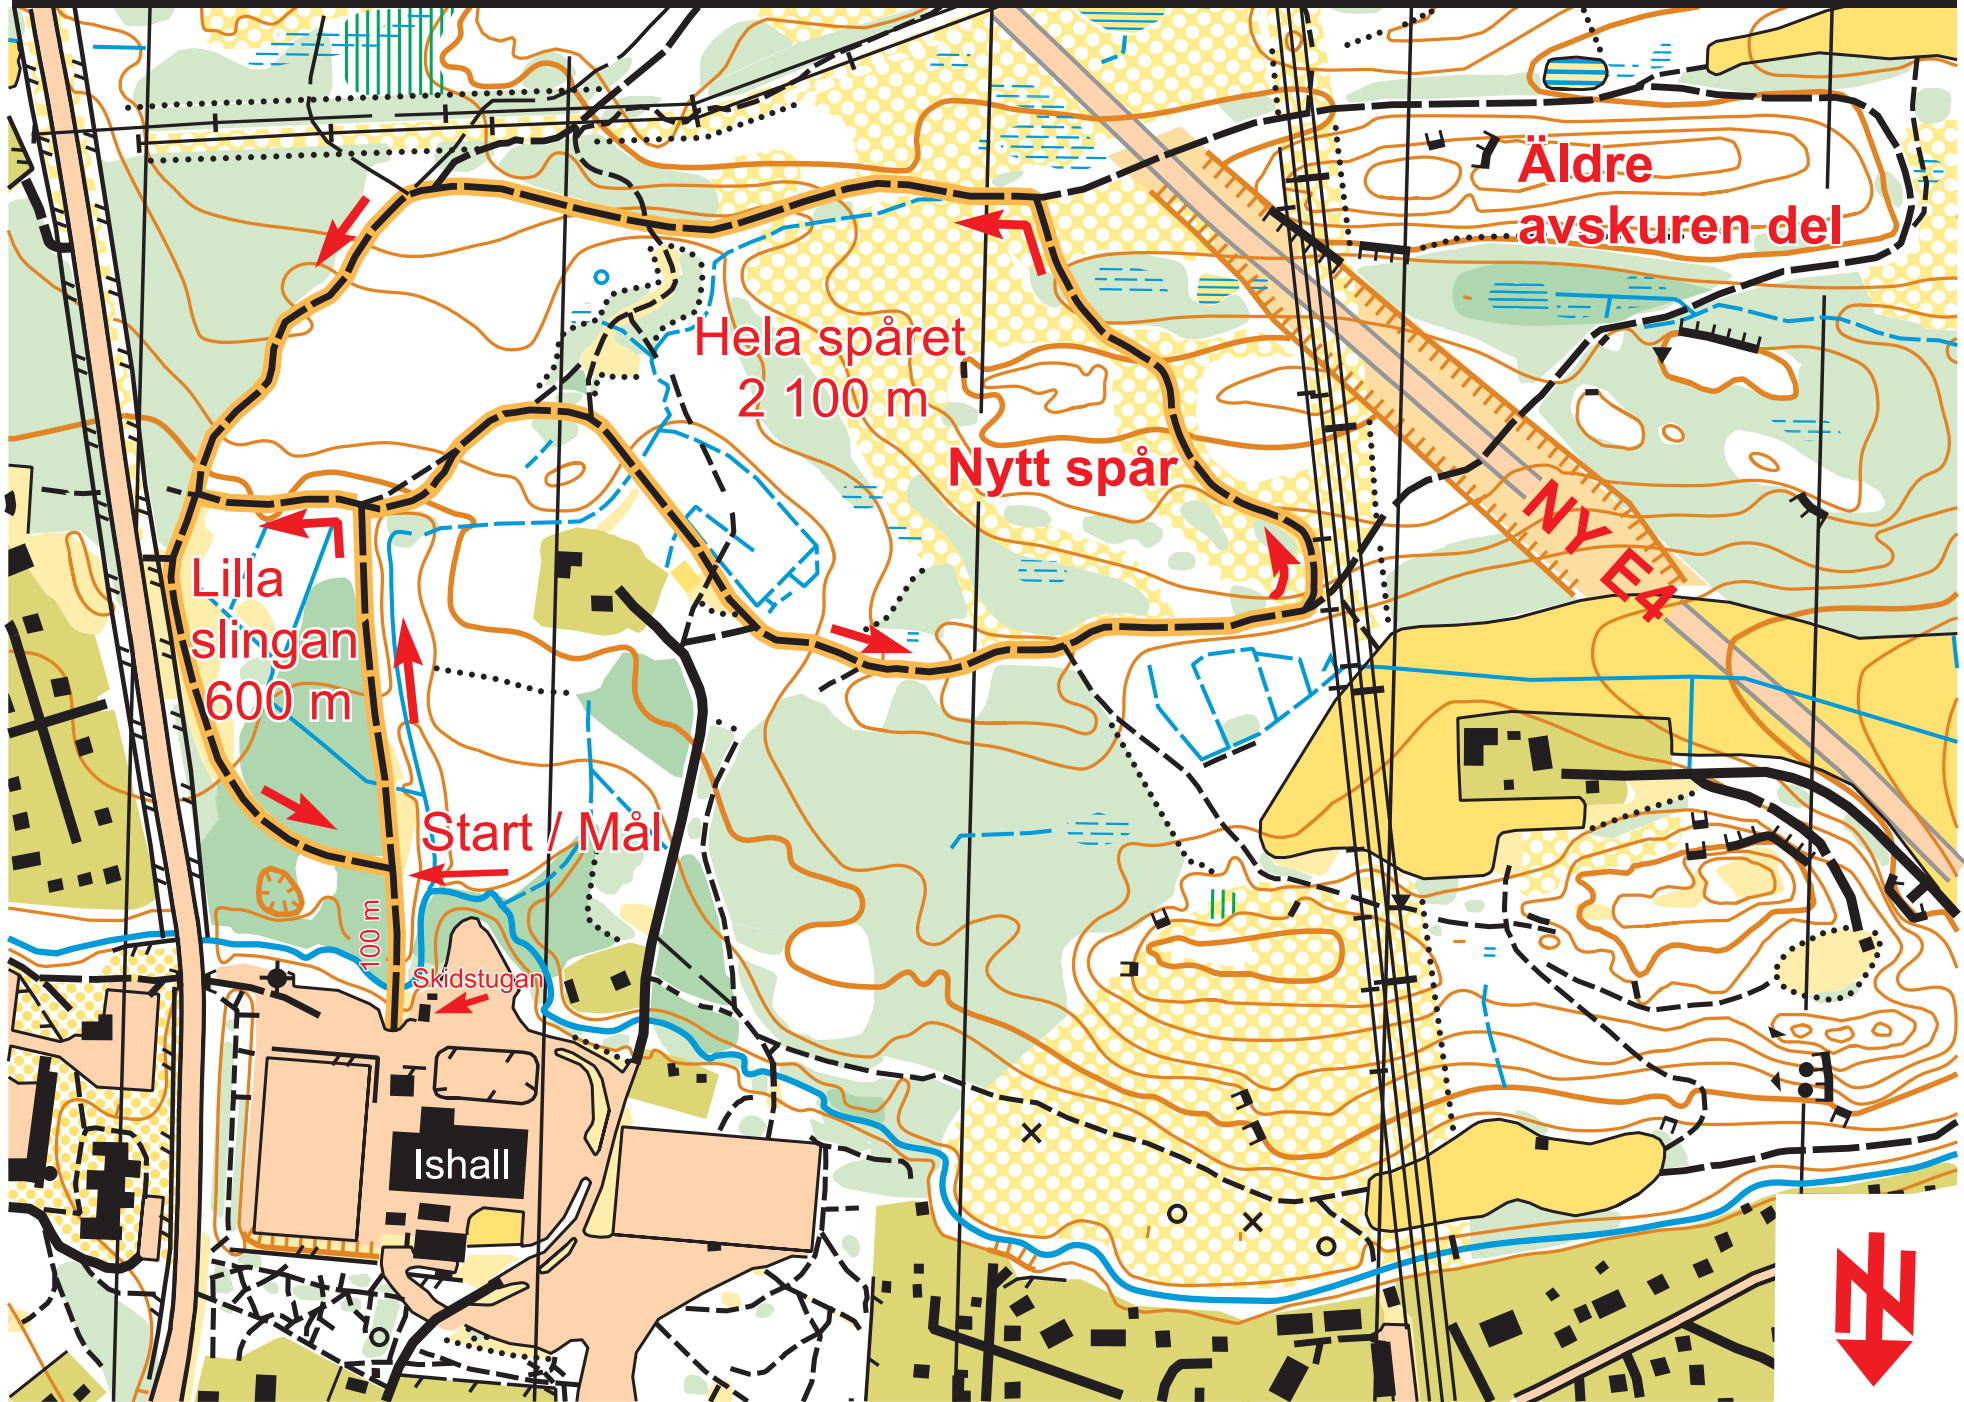 Äldre
avskuren del
Hela spåret
2 100 m
Nytt spår
NY E4
Lilla
slingan
600 m
Start / Mål
100 m
Skidstugan
Ishall
N